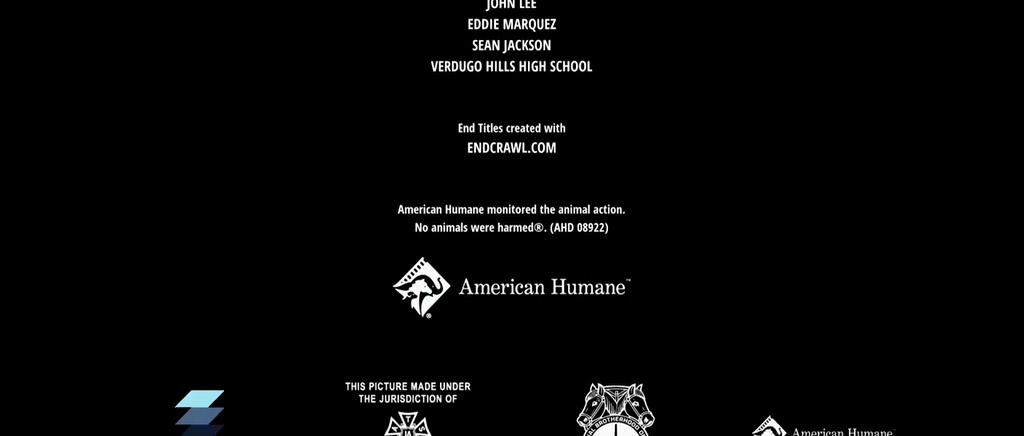 JOHN LEE
EDDIE MARQUEZ
SEAN JACKSON
VERDUGO HILLS HIGH SCHOOL
End Titles created with
ENDCRAWL.COM
American Humane monitored the animal action.
No animals were harmed®. (AHD 08922)
American Humane™
®
THIS PICTURE MADE UNDER
THE JURISDICTION OF
I A T S
AL BROTHERHOOD O
American Humane™